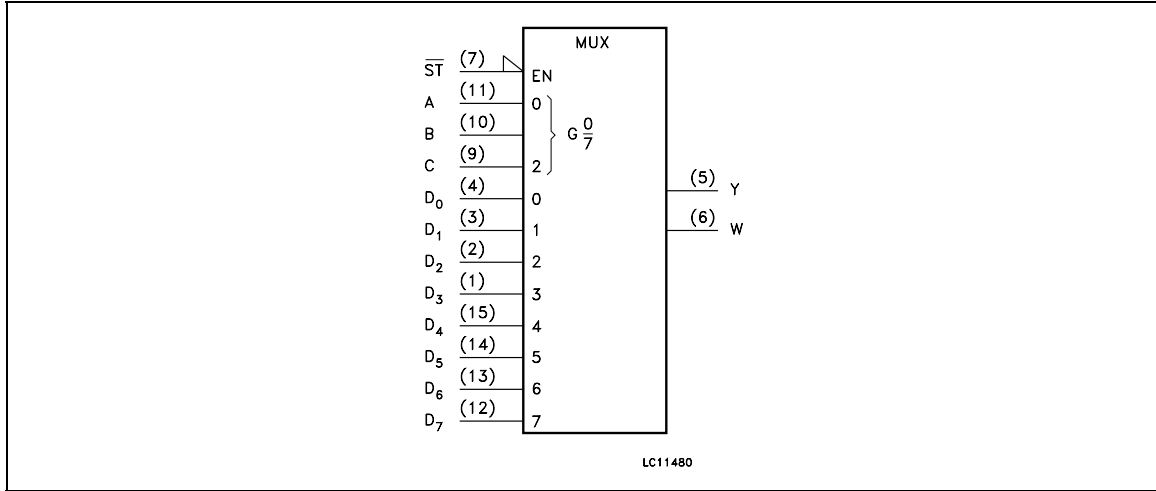 MUX
S̅T̅ (7) EN
A (11) 0
B (10) G 0/7
C (9) 2
D₀ (4) 0
(5) Y
D₁ (3) 1
(6) W
D₂ (2) 2
D₃ (1) 3
D₄ (15) 4
D₅ (14) 5
D₆ (13) 6
D₇ (12) 7
LC11480